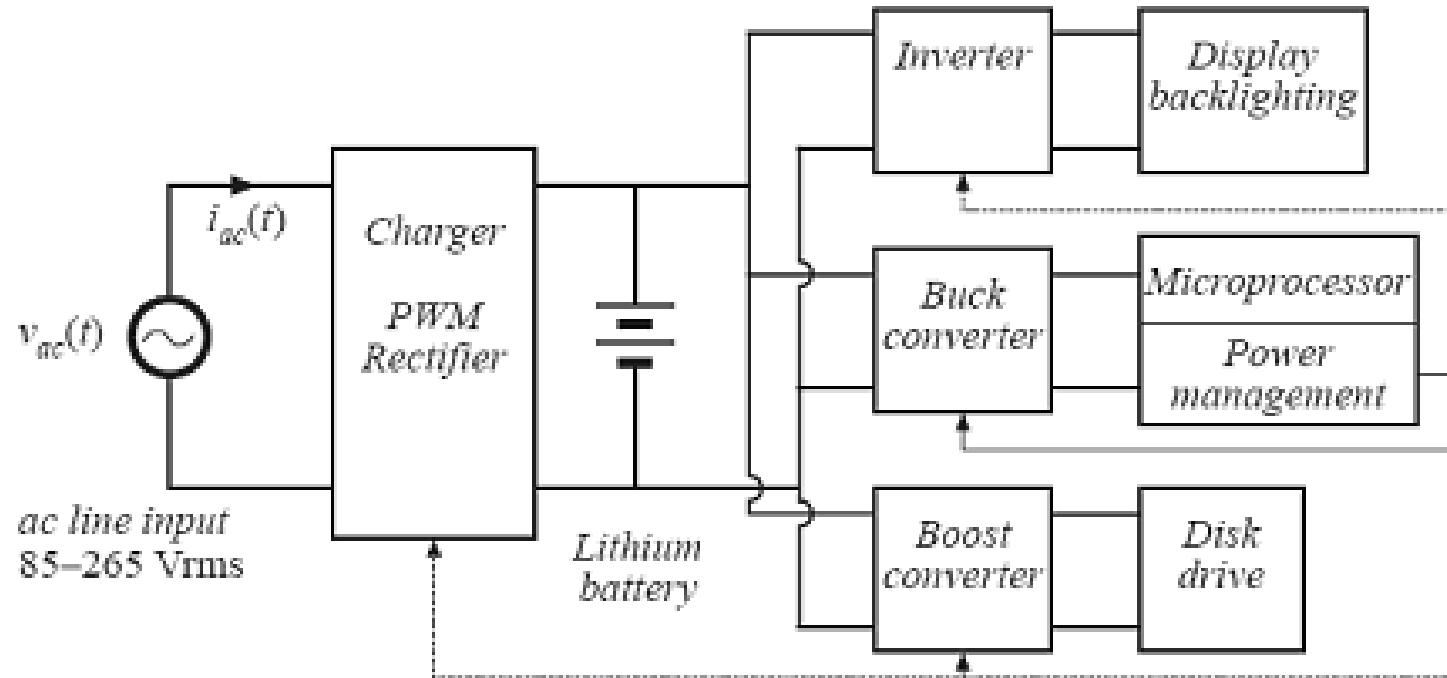 Inverter
Display
backlighting
i_ac(t)
Charger
PWM
Rectifier
v_ac(t)
Buck
converter
Microprocessor
Power
management
ac line input
85–265 Vrms
Lithium
battery
Boost
converter
Disk
drive